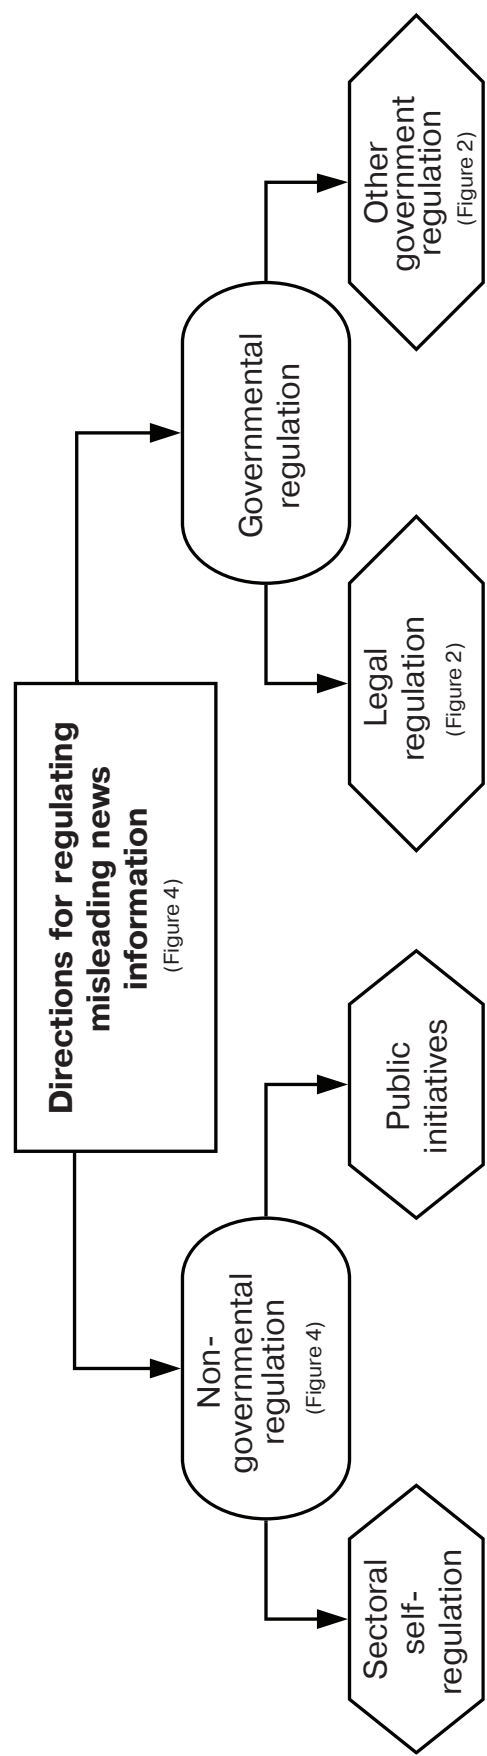 Directions for regulating
misleading news
information
(Figure 4)
Non-
governmental
regulation
(Figure 4)
Governmental
regulation
Sectoral
self-
regulation
Public
initiatives
Legal
regulation
(Figure 2)
Other
government
regulation
(Figure 2)